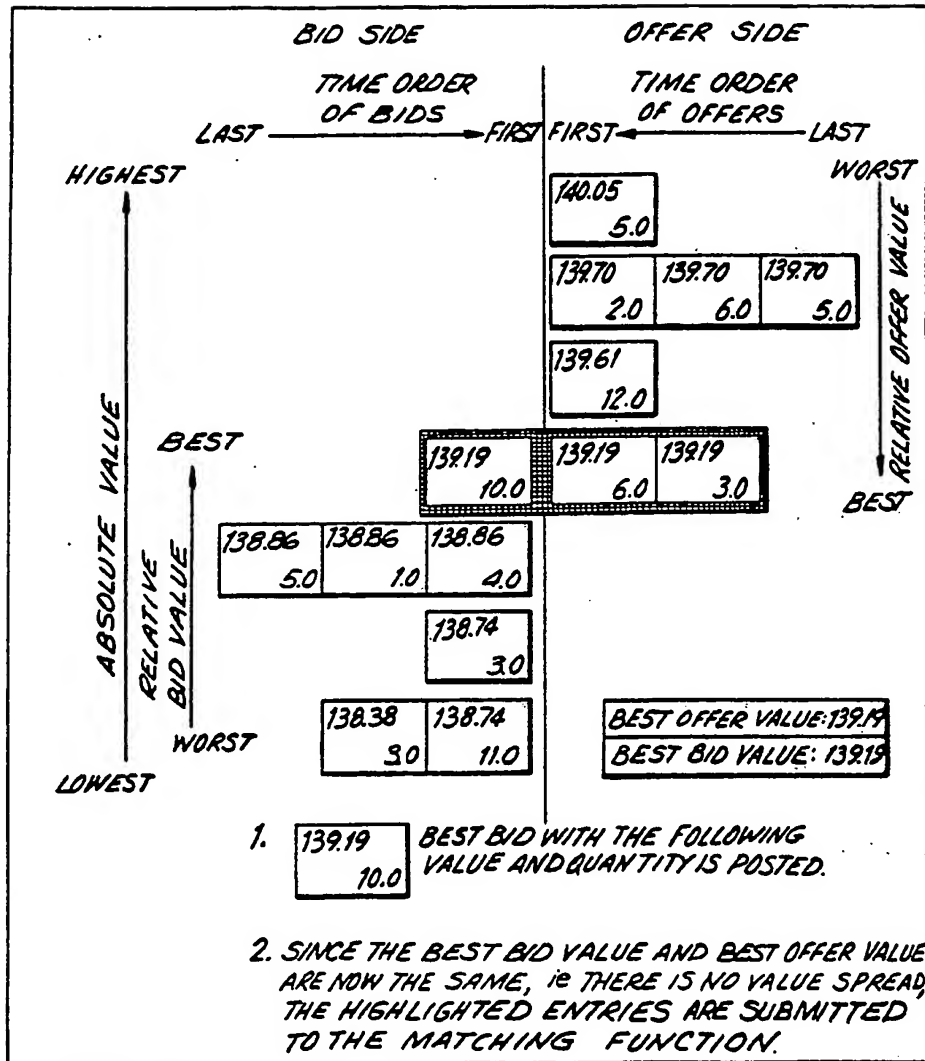 BID SIDE OFFER SIDE
TIME ORDER OF BIDS
TIME ORDER OF OFFERS
LAST FIRST FIRST LAST
HIGHEST
WORST
140.05
5.0
139.70 139.70 139.70
2.0 6.0 5.0
139.61
12.0
RELATIVE OFFER VALUE
BEST
139.19 139.19 139.19
10.0 6.0 3.0
BEST
138.86 138.86 138.86
5.0 1.0 4.0
ABSOLUTE VALUE
RELATIVE
BID VALUE
138.74
3.0
138.38 138.74
3.0 11.0
WORST
LOWEST
BEST OFFER VALUE: 139.19
BEST BID VALUE: 139.19
1. 139.19 10.0 BEST BID WITH THE FOLLOWING
VALUE AND QUANTITY IS POSTED.
2. SINCE THE BEST BID VALUE AND BEST OFFER VALUE
ARE NOW THE SAME, ie THERE IS NO VALUE SPREAD,
THE HIGHLIGHTED ENTRIES ARE SUBMITTED
TO THE MATCHING FUNCTION.